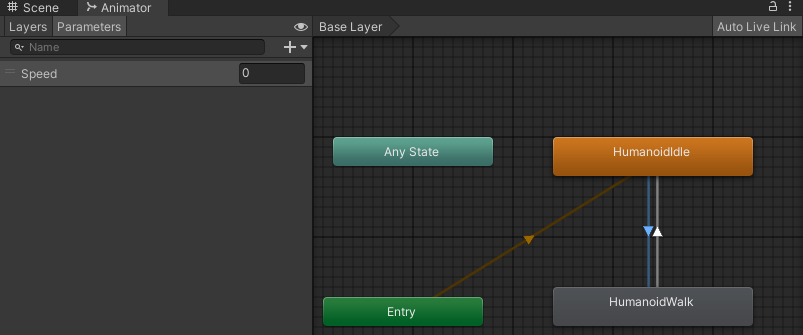 Scene
Animator
Layers
Parameters
Base Layer
Auto Live Link
Name
Speed
0
Any State
HumanoidIdle
Entry
HumanoidWalk